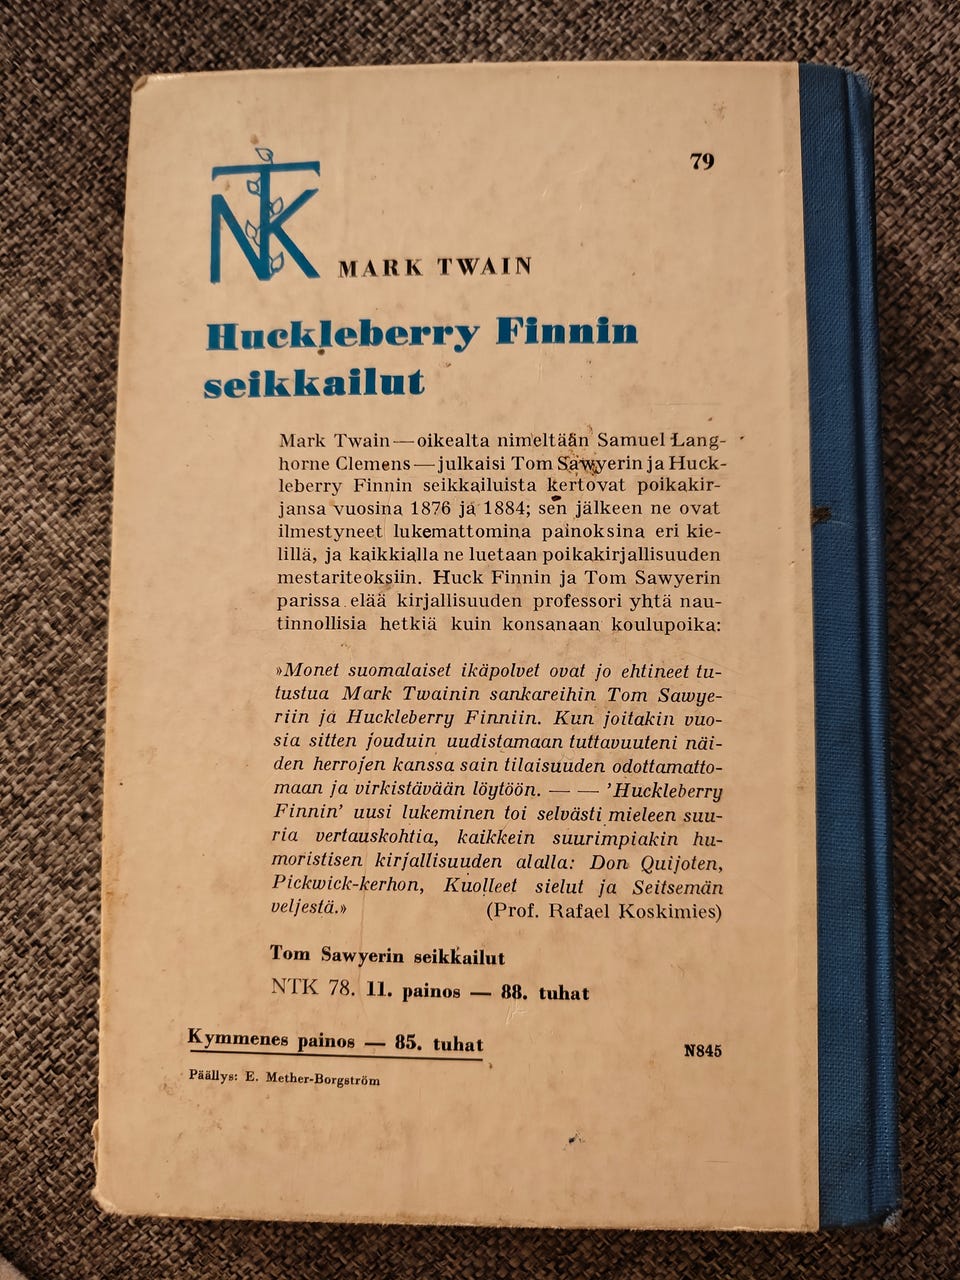 79
NTK
MARK TWAIN
Huckleberry Finnin
seikkailut
Mark Twain — oikealta nimeltään Samuel Lang-
horne Clemens — julkaisi Tom Sawyerin ja Huck-
leberry Finnin seikkailuista kertovat poikakir-
jansa vuosina 1876 ja 1884; sen jälkeen ne ovat
ilmestyneet lukemattomina painoksina eri kie-
lillä, ja kaikkialla ne luetaan poikakirjallisuuden
mestariteoksiin. Huck Finnin ja Tom Sawyerin
parissa elää kirjallisuuden professori yhtä nau-
tinnollisia hetkiä kuin konsanaan koulupoika:
»Monet suomalaiset ikäpolvet ovat jo ehtineet tu-
tustua Mark Twainin sankareihin Tom Sawye-
riin ja Huckleberry Finniin. Kun joitakin vuo-
sia sitten jouduin uudistamaan tuttavuuteni näi-
den herrojen kanssa sain tilaisuuden odottamatto-
maan ja virkistävään löytöön. — — ’Huckleberry
Finnin’ uusi lukeminen toi selvästi mieleen suu-
ria vertauskohtia, kaikkein suurimpiakin hu-
moristisen kirjallisuuden alalla: Don Quijoten,
Pickwick-kerhon, Kuolleet sielut ja Seitsemän
veljestä.» (Prof. Rafael Koskimies)
Tom Sawyerin seikkailut
NTK 78. 11. painos — 88. tuhat
Kymmenes painos — 85. tuhat
N845
Päällys: E. Mether-Borgström